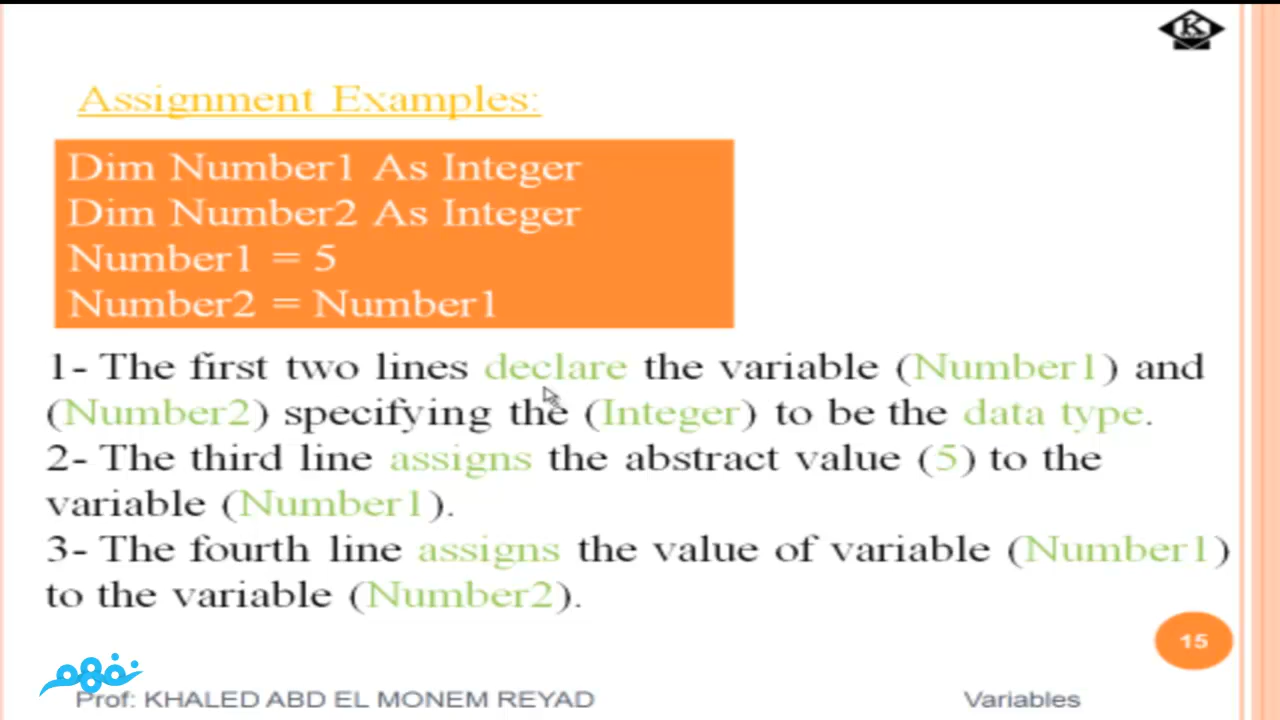 K
Assignment Examples:
Dim Number1 As Integer
Dim Number2 As Integer
Number1 = 5
Number2 = Number1
1- The first two lines declare the variable (Number1) and
(Number2) specifying the (Integer) to be the data type.
2- The third line assigns the abstract value (5) to the
variable (Number1).
3- The fourth line assigns the value of variable (Number1)
to the variable (Number2).
15
نفهم
Prof: KHALED ABD EL MONEM REYAD
Variables